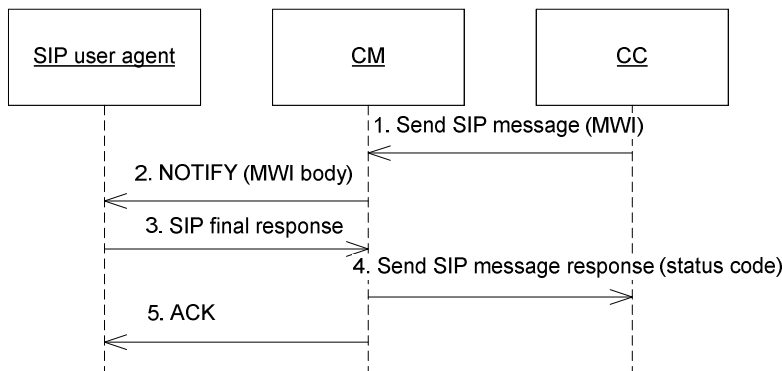 SIP user agent
CM
CC
1. Send SIP message (MWI)
2. NOTIFY (MWI body)
3. SIP final response
4. Send SIP message response (status code)
5. ACK